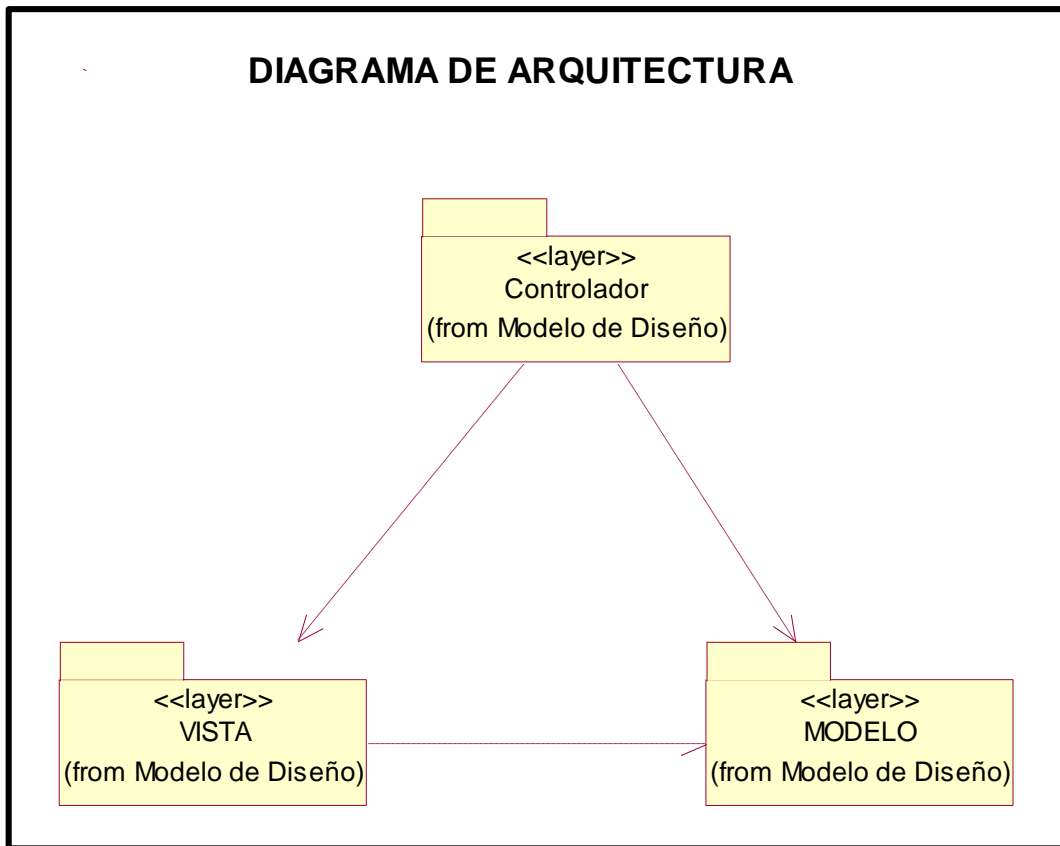 DIAGRAMA DE ARQUITECTURA
<<layer>>
Controlador
(from Modelo de Diseño)
<<layer>>
VISTA
(from Modelo de Diseño)
<<layer>>
MODELO
(from Modelo de Diseño)